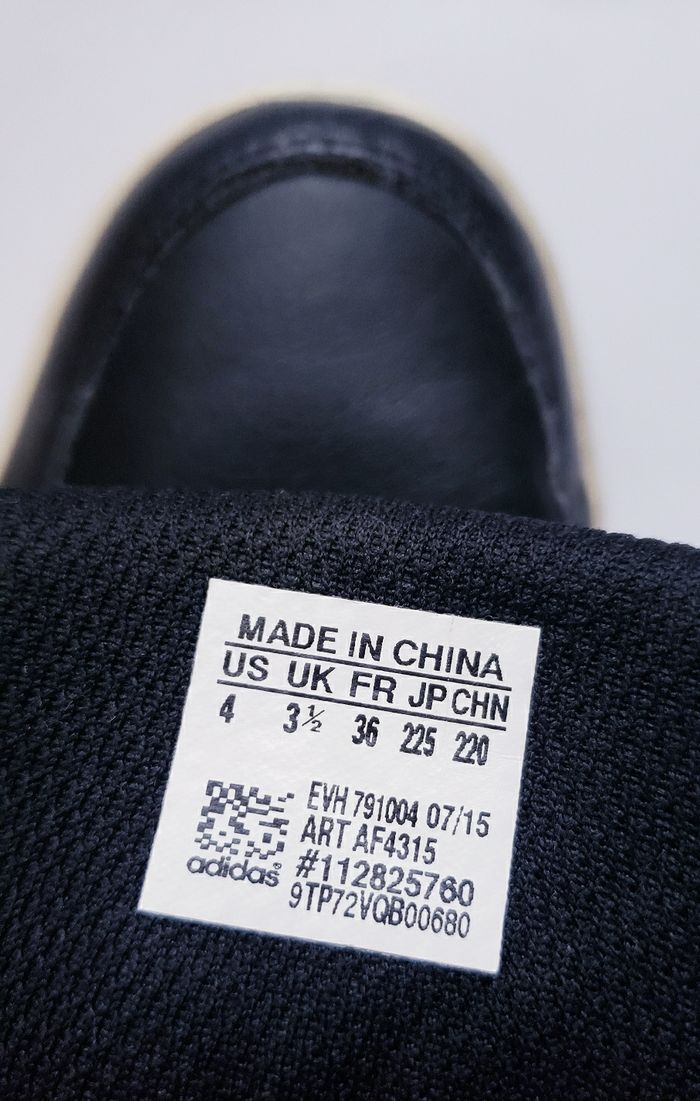 MADE IN CHINA
US UK FR JP CHN
4 3½ 36 225 220
EVH 791004 07/15
ART AF4315
#112825760
adidas®
9TP72VQB00680